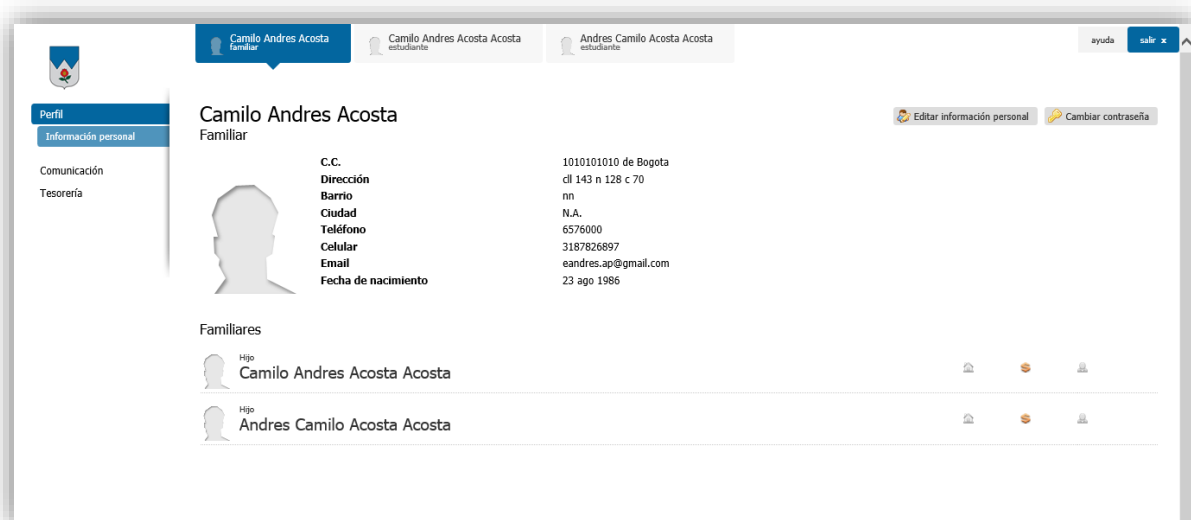 Camilo Andres Acosta
familiar
Camilo Andres Acosta Acosta
estudiante
Andres Camilo Acosta Acosta
estudiante
ayuda
salir x
Perfil
Información personal
Comunicación
Tesorería
Camilo Andres Acosta
Familiar
Editar información personal
Cambiar contraseña
C.C. 1010101010 de Bogota
Dirección cll 143 n 128 c 70
Barrio nn
Ciudad N.A.
Teléfono 6576000
Celular 3187826897
Email eandres.ap@gmail.com
Fecha de nacimiento 23 ago 1986
Familiares
Hijo
Camilo Andres Acosta Acosta
Hijo
Andres Camilo Acosta Acosta